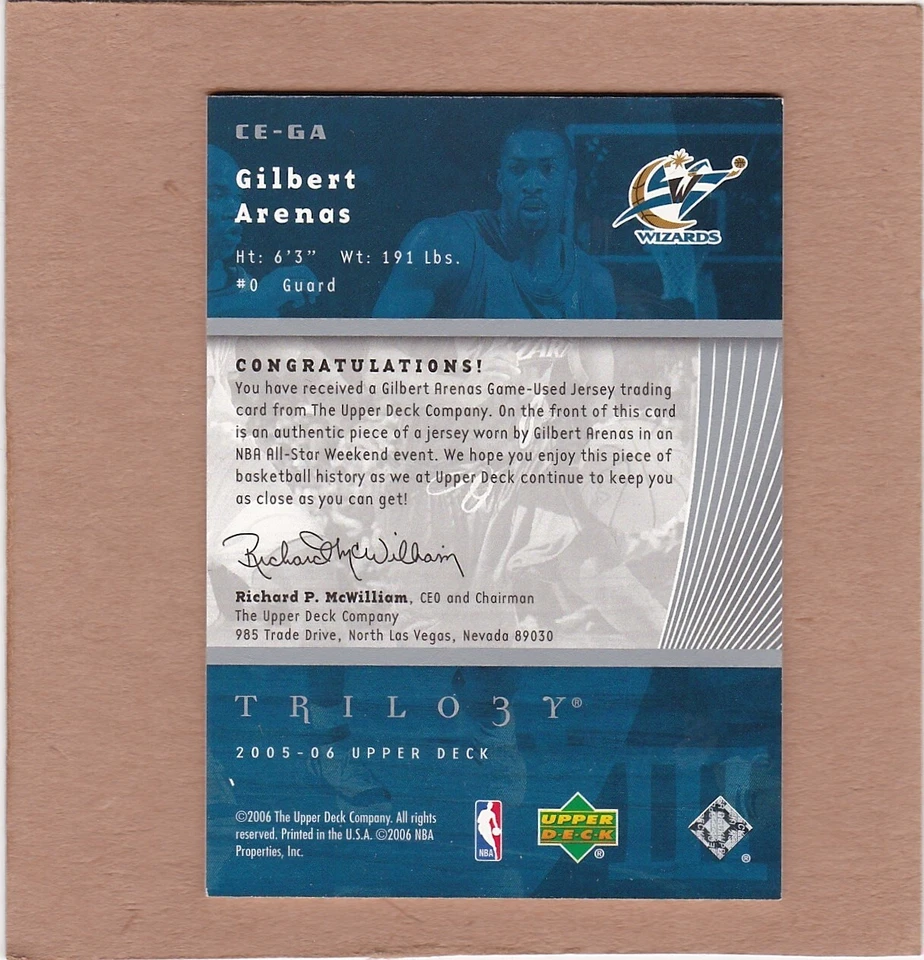 CE-GA
Gilbert
Arenas
WIZARDS
Ht: 6'3" Wt: 191 Lbs.
#0 Guard
CONGRATULATIONS!
You have received a Gilbert Arenas Game-Used Jersey trading
card from The Upper Deck Company. On the front of this card
is an authentic piece of a jersey worn by Gilbert Arenas in an
NBA All-Star Weekend event. We hope you enjoy this piece of
basketball history as we at Upper Deck continue to keep you
as close as you can get!
Richard McWilliam
Richard P. McWilliam, CEO and Chairman
The Upper Deck Company
985 Trade Drive, North Las Vegas, Nevada 89030
TRILO3Y®
2005-06 UPPER DECK
©2006 The Upper Deck Company. All rights
reserved. Printed in the U.S.A. ©2006 NBA
Properties, Inc.
NBA
UPPER
DECK
®
®